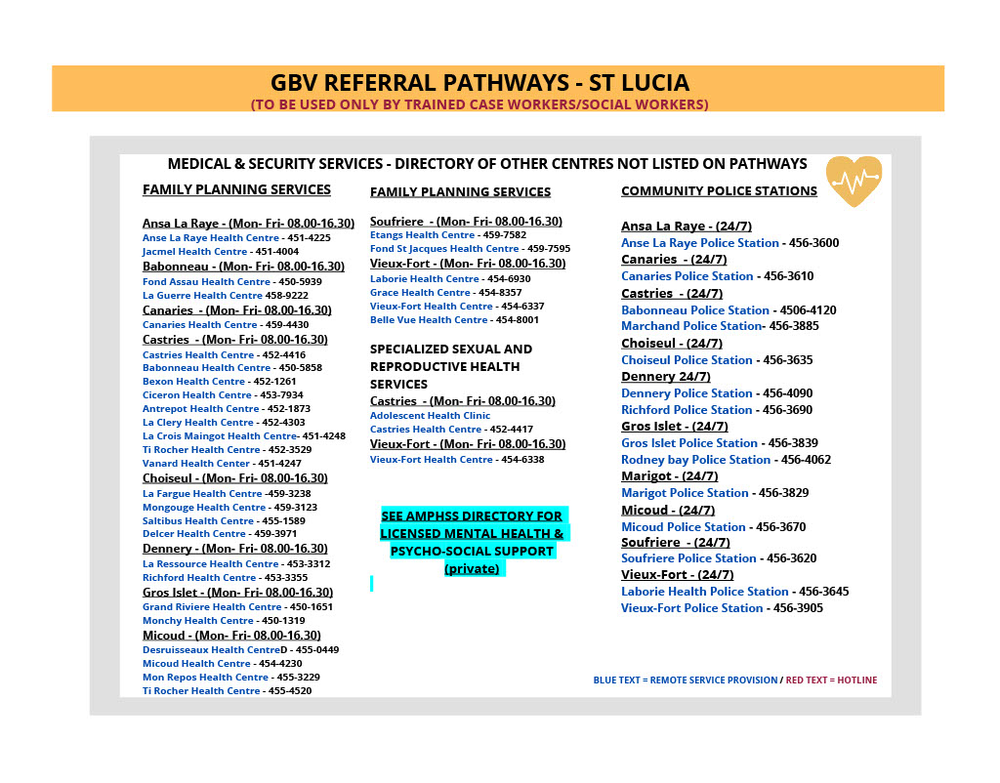 GBV REFERRAL PATHWAYS - ST LUCIA
(TO BE USED ONLY BY TRAINED CASE WORKERS/SOCIAL WORKERS)
MEDICAL & SECURITY SERVICES - DIRECTORY OF OTHER CENTRES NOT LISTED ON PATHWAYS
FAMILY PLANNING SERVICES
Ansa La Raye - (Mon- Fri- 08.00-16.30)
Anse La Raye Health Centre - 451-4225
Jacmel Health Centre - 451-4004
Babonneau - (Mon- Fri- 08.00-16.30)
Fond Assau Health Centre - 450-5939
La Guerre Health Centre 458-9222
Canaries - (Mon- Fri- 08.00-16.30)
Canaries Health Centre - 459-4430
Castries - (Mon- Fri- 08.00-16.30)
Castries Health Centre - 452-4416
Babonneau Health Centre - 450-5858
Bexon Health Centre - 452-1261
Ciceron Health Centre - 453-7934
Antrepot Health Centre - 452-1873
La Clery Health Centre - 452-4303
La Crois Maingot Health Centre- 451-4248
Ti Rocher Health Centre - 452-3529
Vanard Health Center - 451-4247
Choiseul - (Mon- Fri- 08.00-16.30)
La Fargue Health Centre -459-3238
Mongouge Health Centre -459-3123
Saltibus Health Centre - 455-1589
Delcer Health Centre - 459-3971
Dennery - (Mon- Fri- 08.00-16.30)
La Ressource Health Centre - 453-3312
Richford Health Centre - 453-3355
Gros Islet - (Mon- Fri- 08.00-16.30)
Grand Riviere Health Centre - 450-1651
Monchy Health Centre - 450-1319
Micoud - (Mon- Fri- 08.00-16.30)
Desruisseaux Health CentreD - 455-0449
Micoud Health Centre - 454-4230
Mon Repos Health Centre - 455-3229
Ti Rocher Health Centre - 455-4520
FAMILY PLANNING SERVICES
Soufriere - (Mon- Fri- 08.00-16.30)
Etangs Health Centre - 459-7582
Fond St Jacques Health Centre - 459-7595
Vieux-Fort - (Mon- Fri- 08.00-16.30)
Laborie Health Centre - 454-6930
Grace Health Centre - 454-8357
Vieux-Fort Health Centre - 454-6337
Belle Vue Health Centre - 454-8001
SPECIALIZED SEXUAL AND
REPRODUCTIVE HEALTH
SERVICES
Castries - (Mon- Fri- 08.00-16.30)
Adolescent Health Clinic
Castries Health Centre - 452-4417
Vieux-Fort - (Mon- Fri- 08.00-16.30)
Vieux-Fort Health Centre - 454-6338
SEE AMPHSS DIRECTORY FOR
LICENSED MENTAL HEALTH &
PSYCHO-SOCIAL SUPPORT
(private)
COMMUNITY POLICE STATIONS
Ansa La Raye - (24/7)
Anse La Raye Police Station - 456-3600
Canaries - (24/7)
Canaries Police Station - 456-3610
Castries - (24/7)
Babonneau Police Station - 4506-4120
Marchand Police Station- 456-3885
Choiseul - (24/7)
Choiseul Police Station - 456-3635
Dennery 24/7)
Dennery Police Station - 456-4090
Richford Police Station - 456-3690
Gros Islet - (24/7)
Gros Islet Police Station - 456-3839
Rodney bay Police Station - 456-4062
Marigot - (24/7)
Marigot Police Station - 456-3829
Micoud - (24/7)
Micoud Police Station - 456-3670
Soufriere - (24/7)
Soufriere Police Station - 456-3620
Vieux-Fort - (24/7)
Laborie Health Police Station - 456-3645
Vieux-Fort Police Station - 456-3905
BLUE TEXT = REMOTE SERVICE PROVISION / RED TEXT = HOTLINE